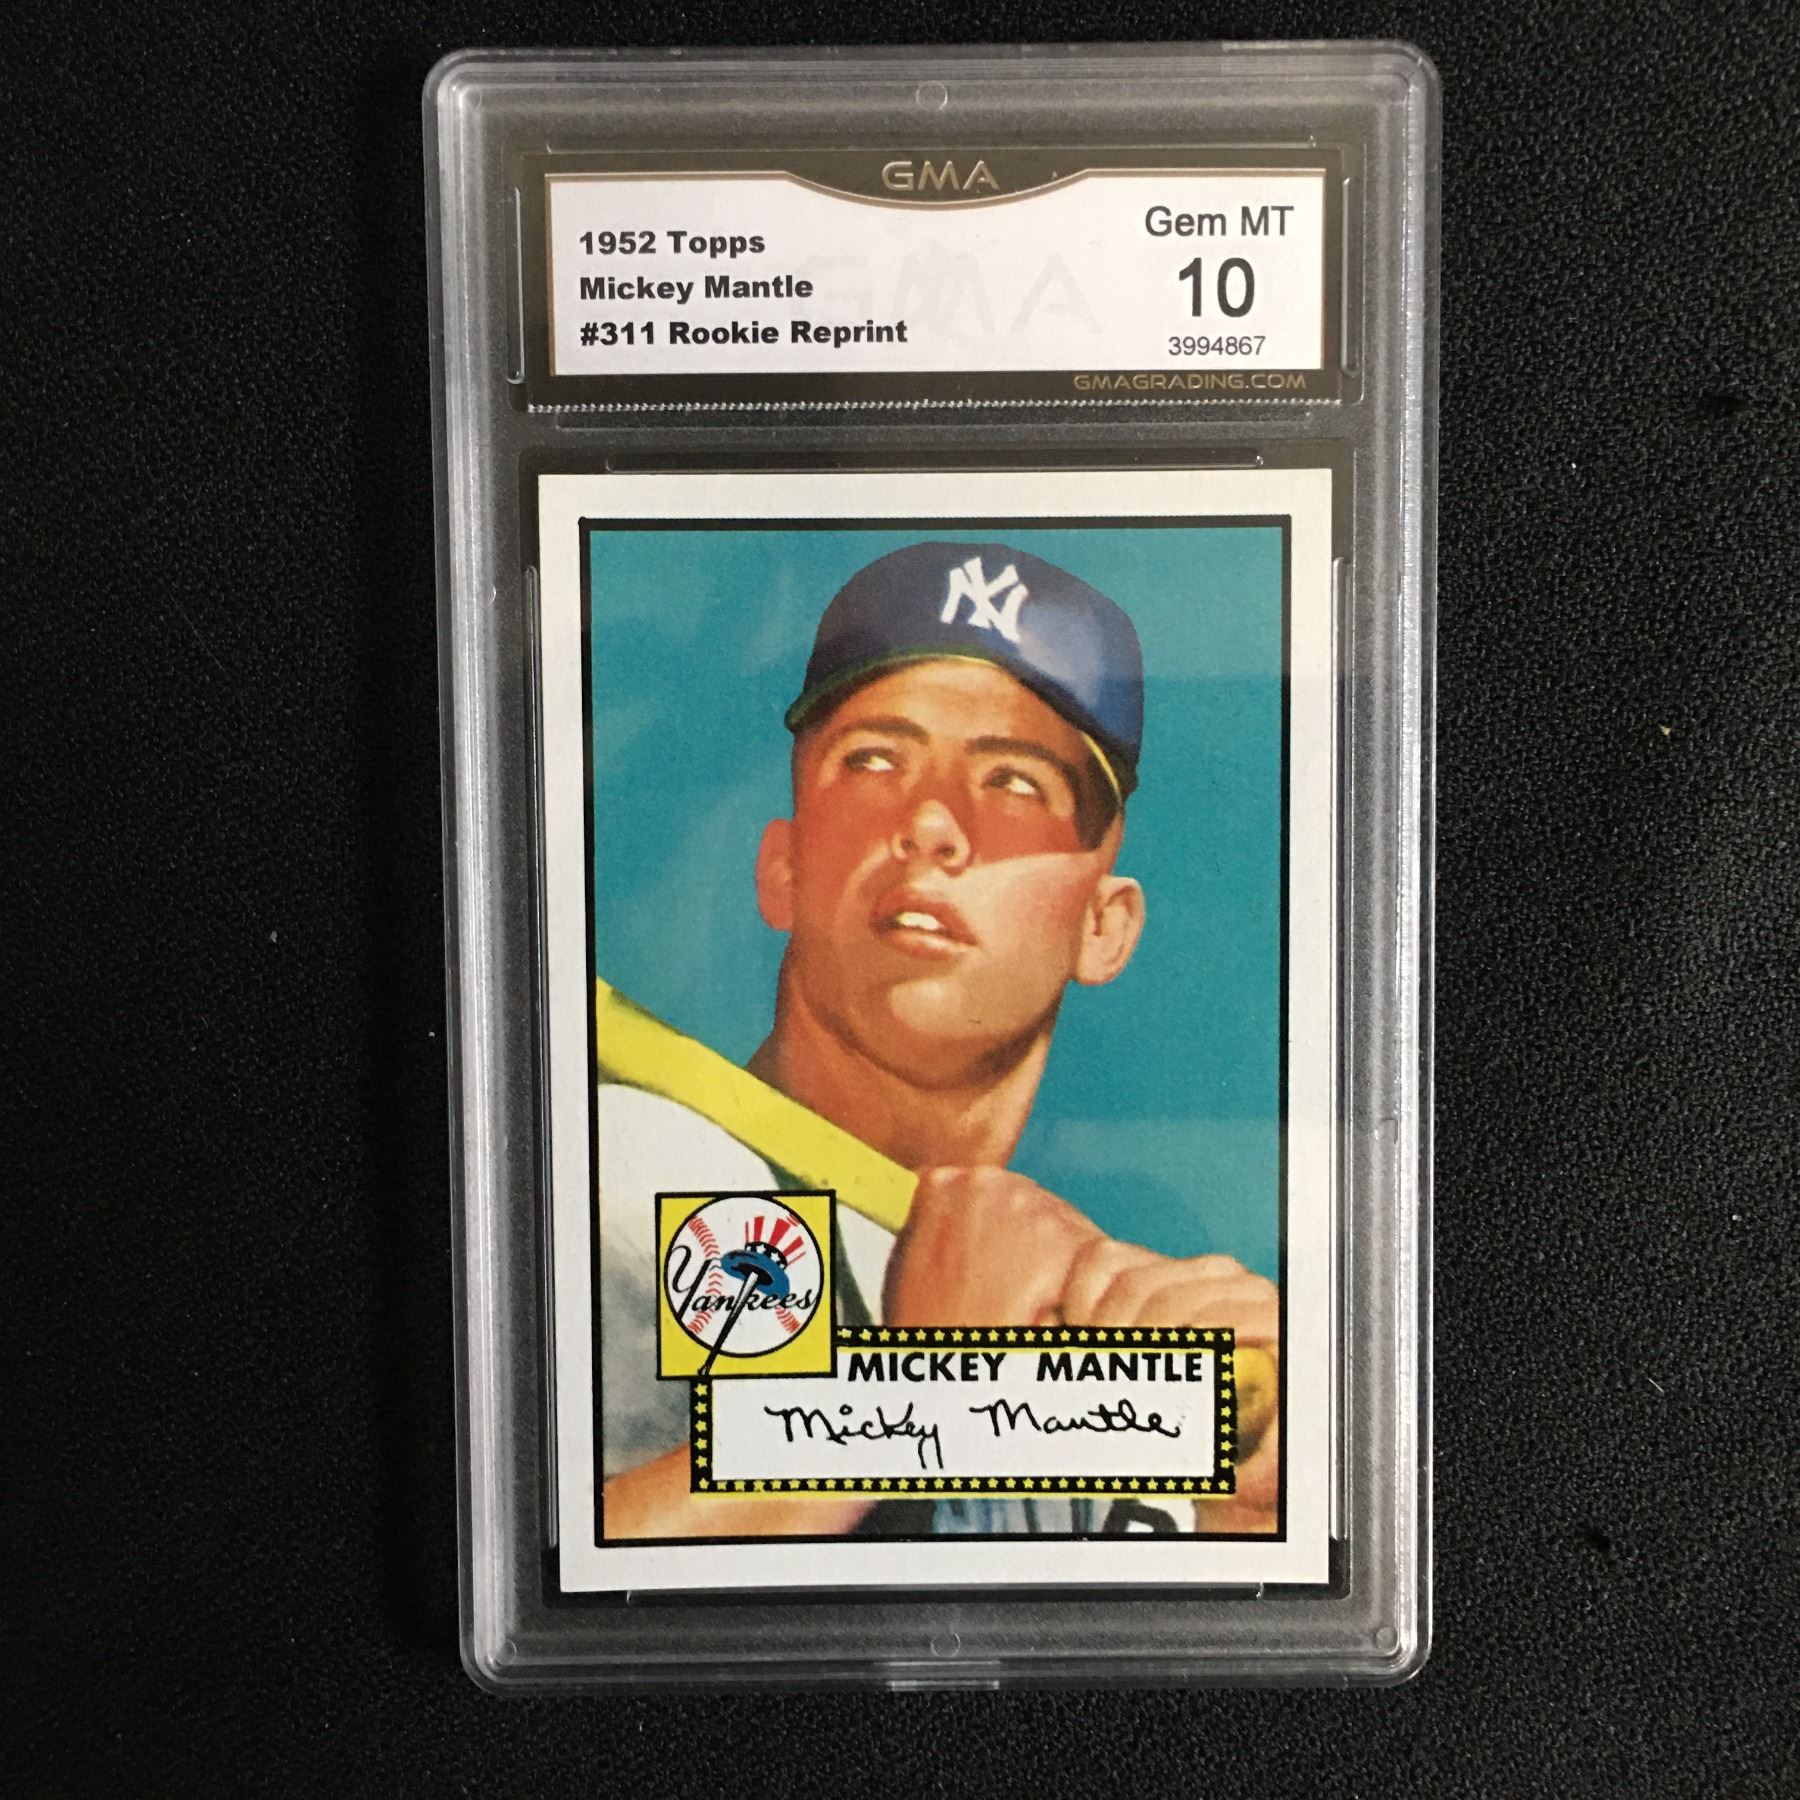 GMA
1952 Topps
Mickey Mantle
#311 Rookie Reprint
Gem MT
10
3994867
GMAGRADING.COM
NY
Yankees
MICKEY MANTLE
Mickey Mantle